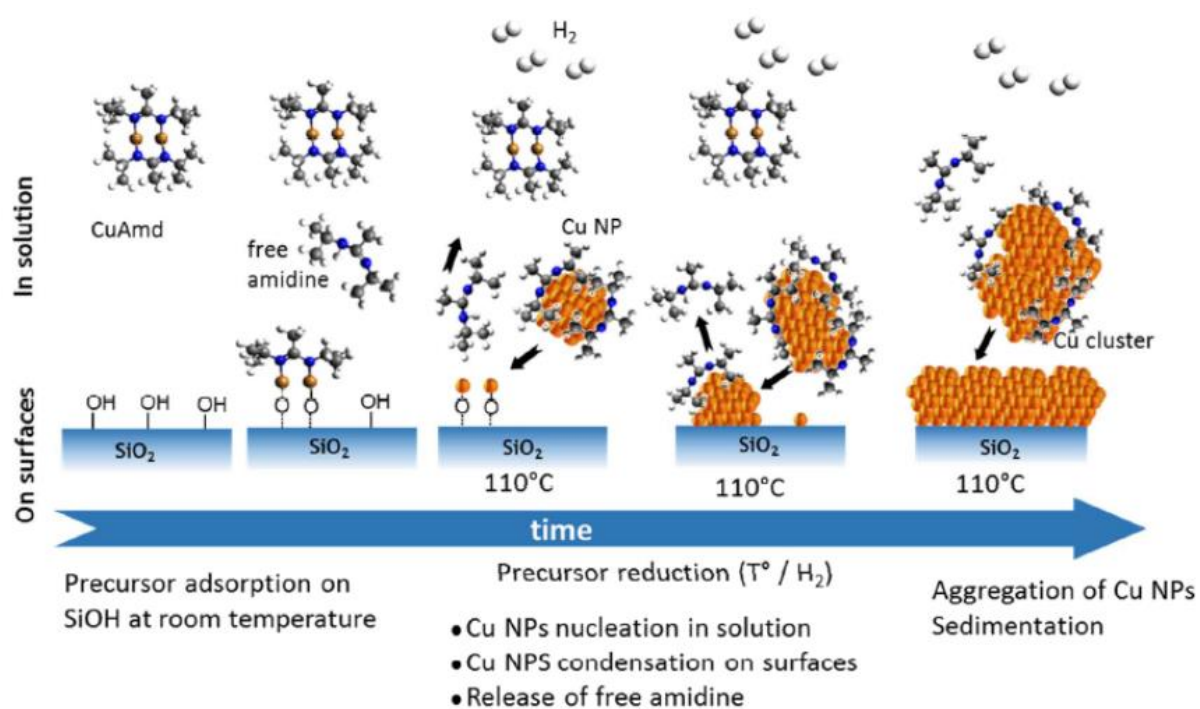 H2
In solution
CuAmd
free
amidine
Cu NP
Cu cluster
On surfaces
OH
OH
OH
SiO2
O
O
OH
SiO2
O
O
SiO2
110°C
SiO2
110°C
SiO2
110°C
time
Precursor adsorption on
SiOH at room temperature
Precursor reduction (T° / H2)
• Cu NPs nucleation in solution
• Cu NPS condensation on surfaces
• Release of free amidine
Aggregation of Cu NPs
Sedimentation